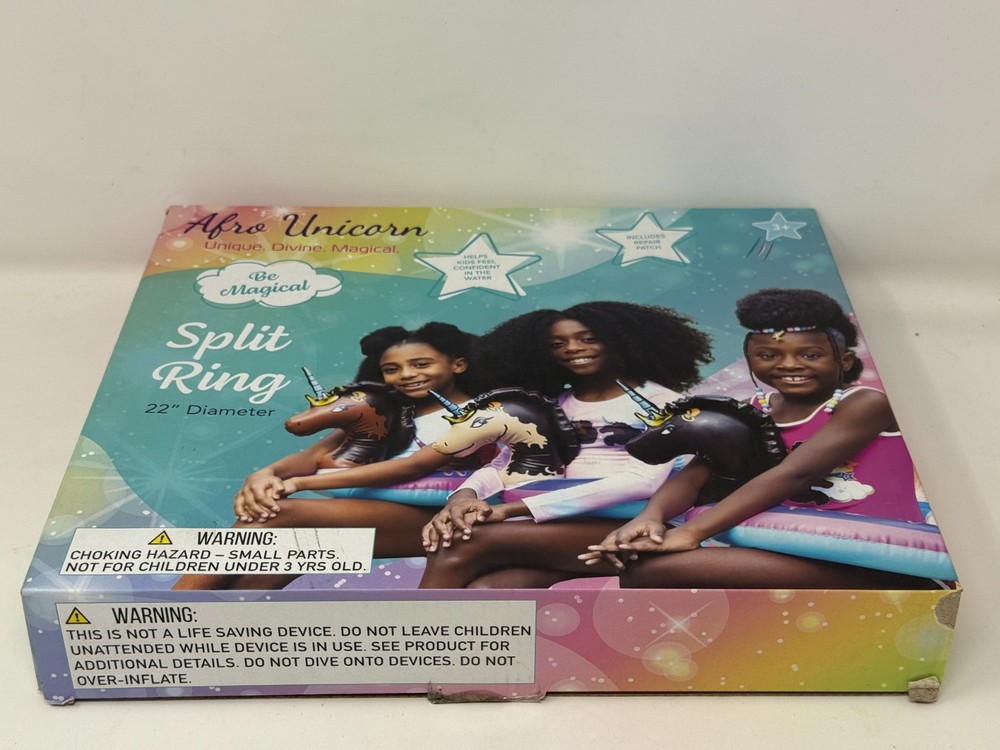 Afro Unicorn
Unique. Divine. Magical.
Be
Magical
Split
Ring
22" Diameter
HELPS
KIDS FEEL
CONFIDENT
IN THE
WATER
INCLUDES
REPAIR
PATCH
3+
WARNING:
CHOKING HAZARD – SMALL PARTS.
NOT FOR CHILDREN UNDER 3 YRS OLD.
WARNING:
THIS IS NOT A LIFE SAVING DEVICE. DO NOT LEAVE CHILDREN
UNATTENDED WHILE DEVICE IS IN USE. SEE PRODUCT FOR
ADDITIONAL DETAILS. DO NOT DIVE ONTO DEVICES. DO NOT
OVER-INFLATE.